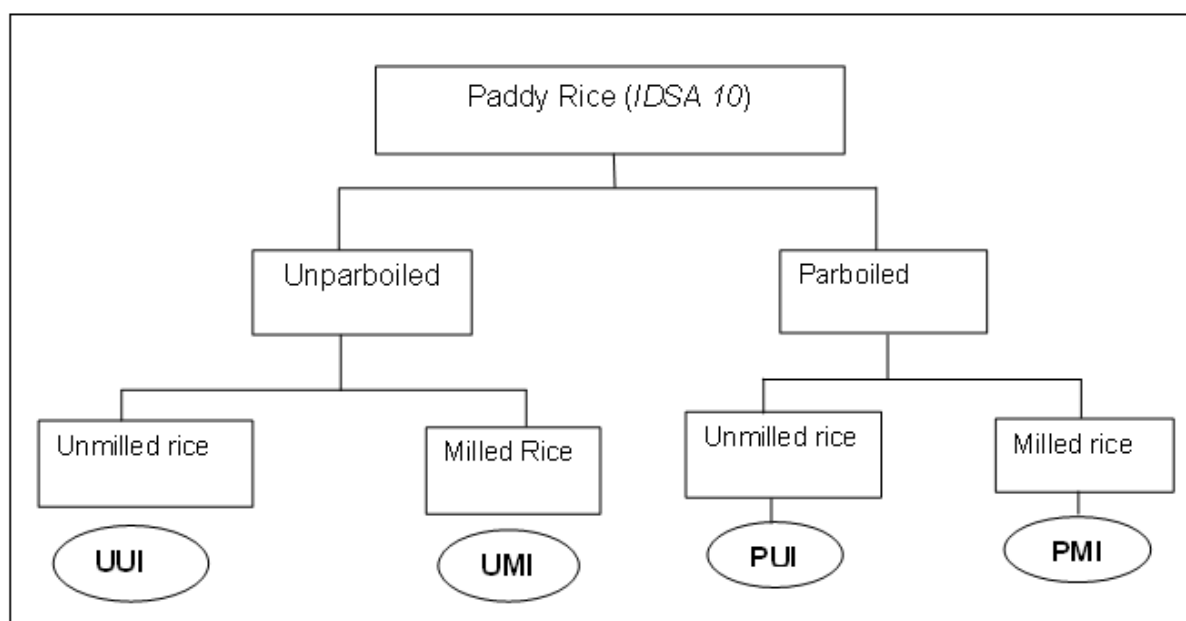 Paddy Rice (IDSA 10)
Unparboiled
Parboiled
Unmilled rice
Milled Rice
Unmilled rice
Milled rice
UUI
UMI
PUI
PMI